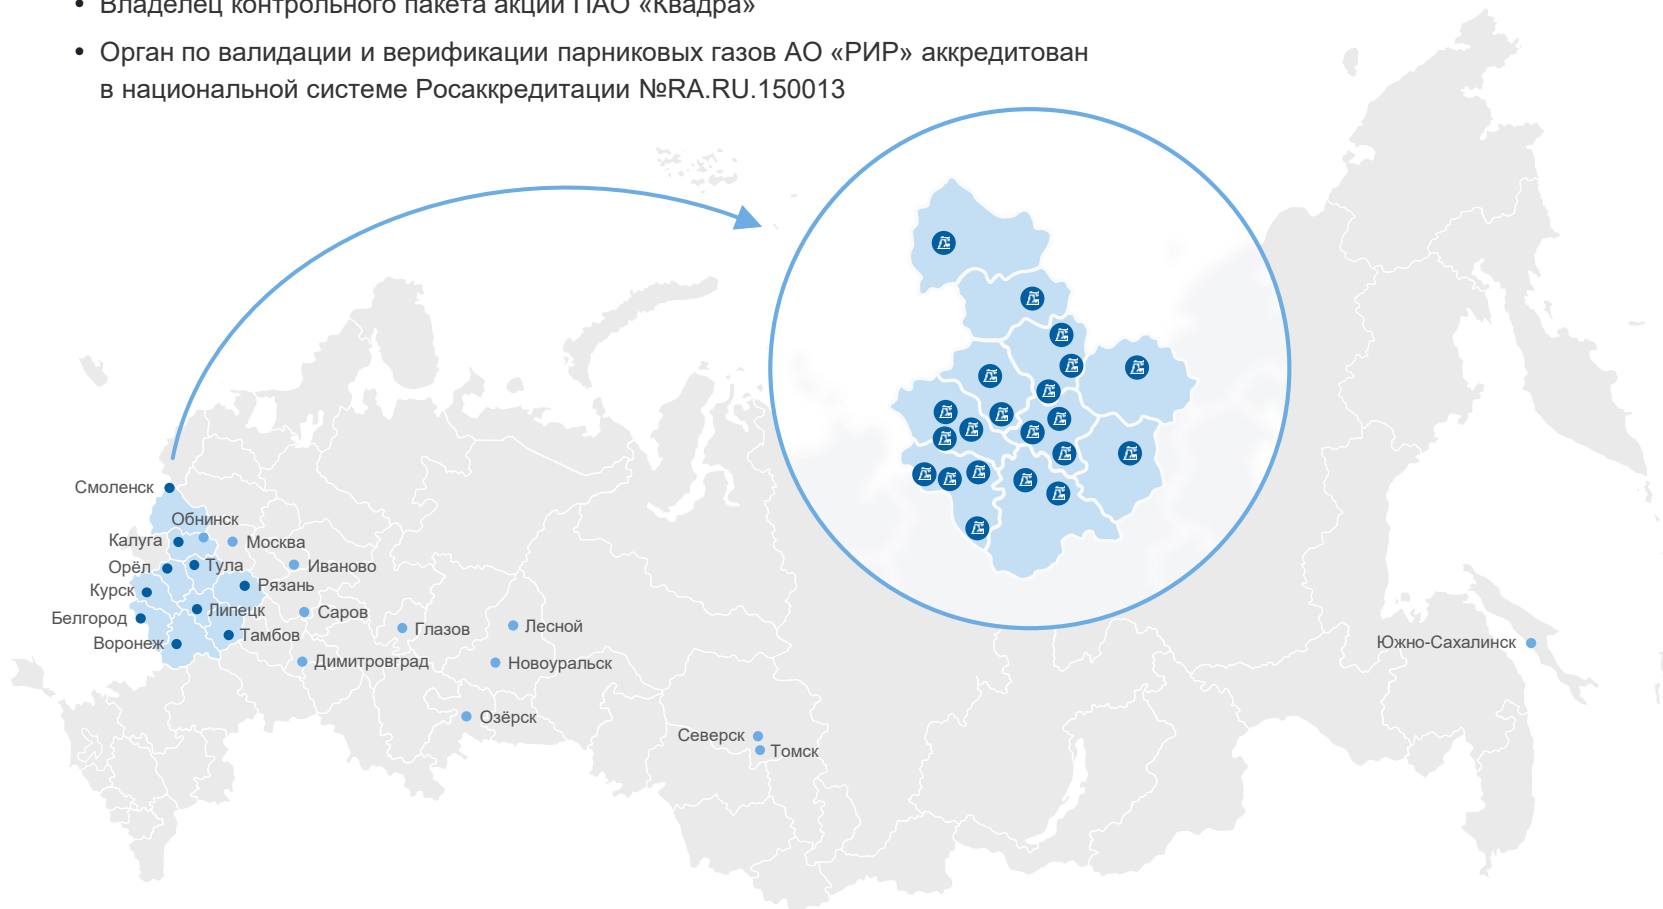 • Владелец контрольного пакета акций ПАО «Квадра»
• Орган по валидации и верификации парниковых газов АО «РИР» аккредитован
в национальной системе Росаккредитации №RA.RU.150013
Смоленск
Обнинск
Калуга
Москва
Орёл
Тула
Иваново
Курск
Рязань
Белгород
Липецк
Саров
Воронеж
Тамбов
Глазов
Лесной
Димитровград
Новоуральск
Озёрск
Северск
Томск
Южно-Сахалинск